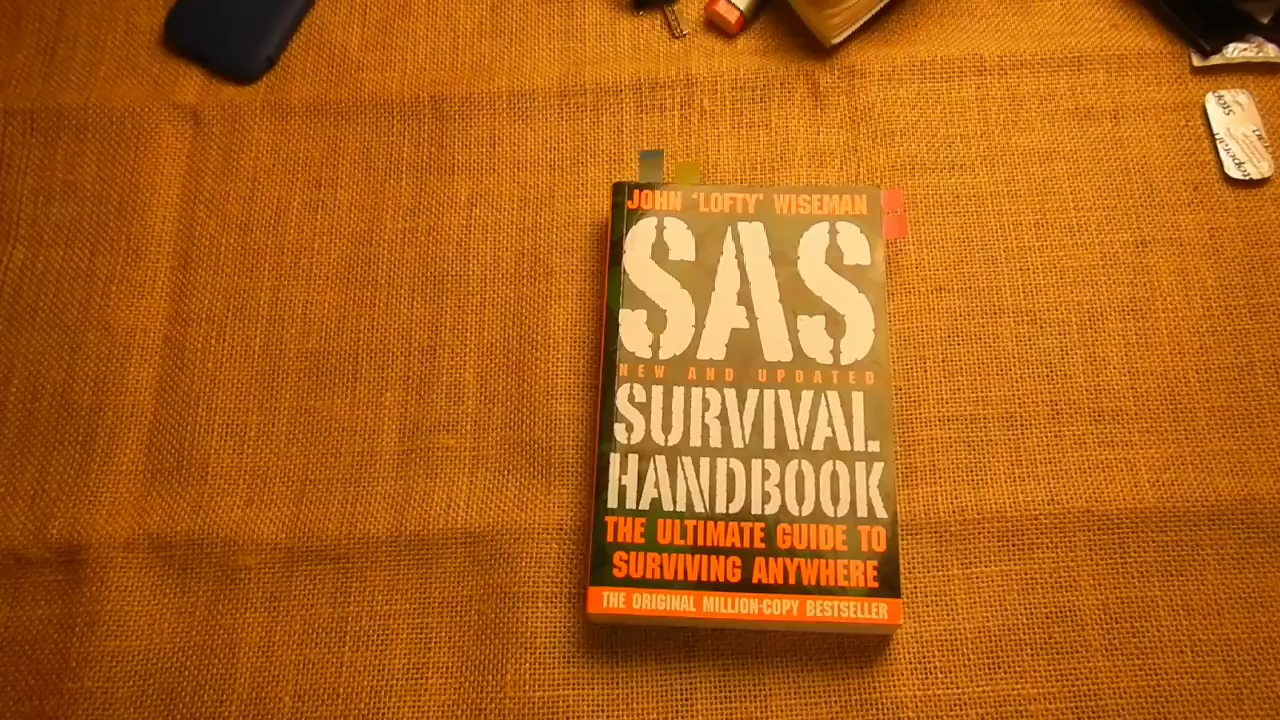 JOHN 'LOFTY' WISEMAN
SAS
NEW AND UPDATED
SURVIVAL
HANDBOOK
THE ULTIMATE GUIDE TO
SURVIVING ANYWHERE
THE ORIGINAL MILLION-COPY BESTSELLER